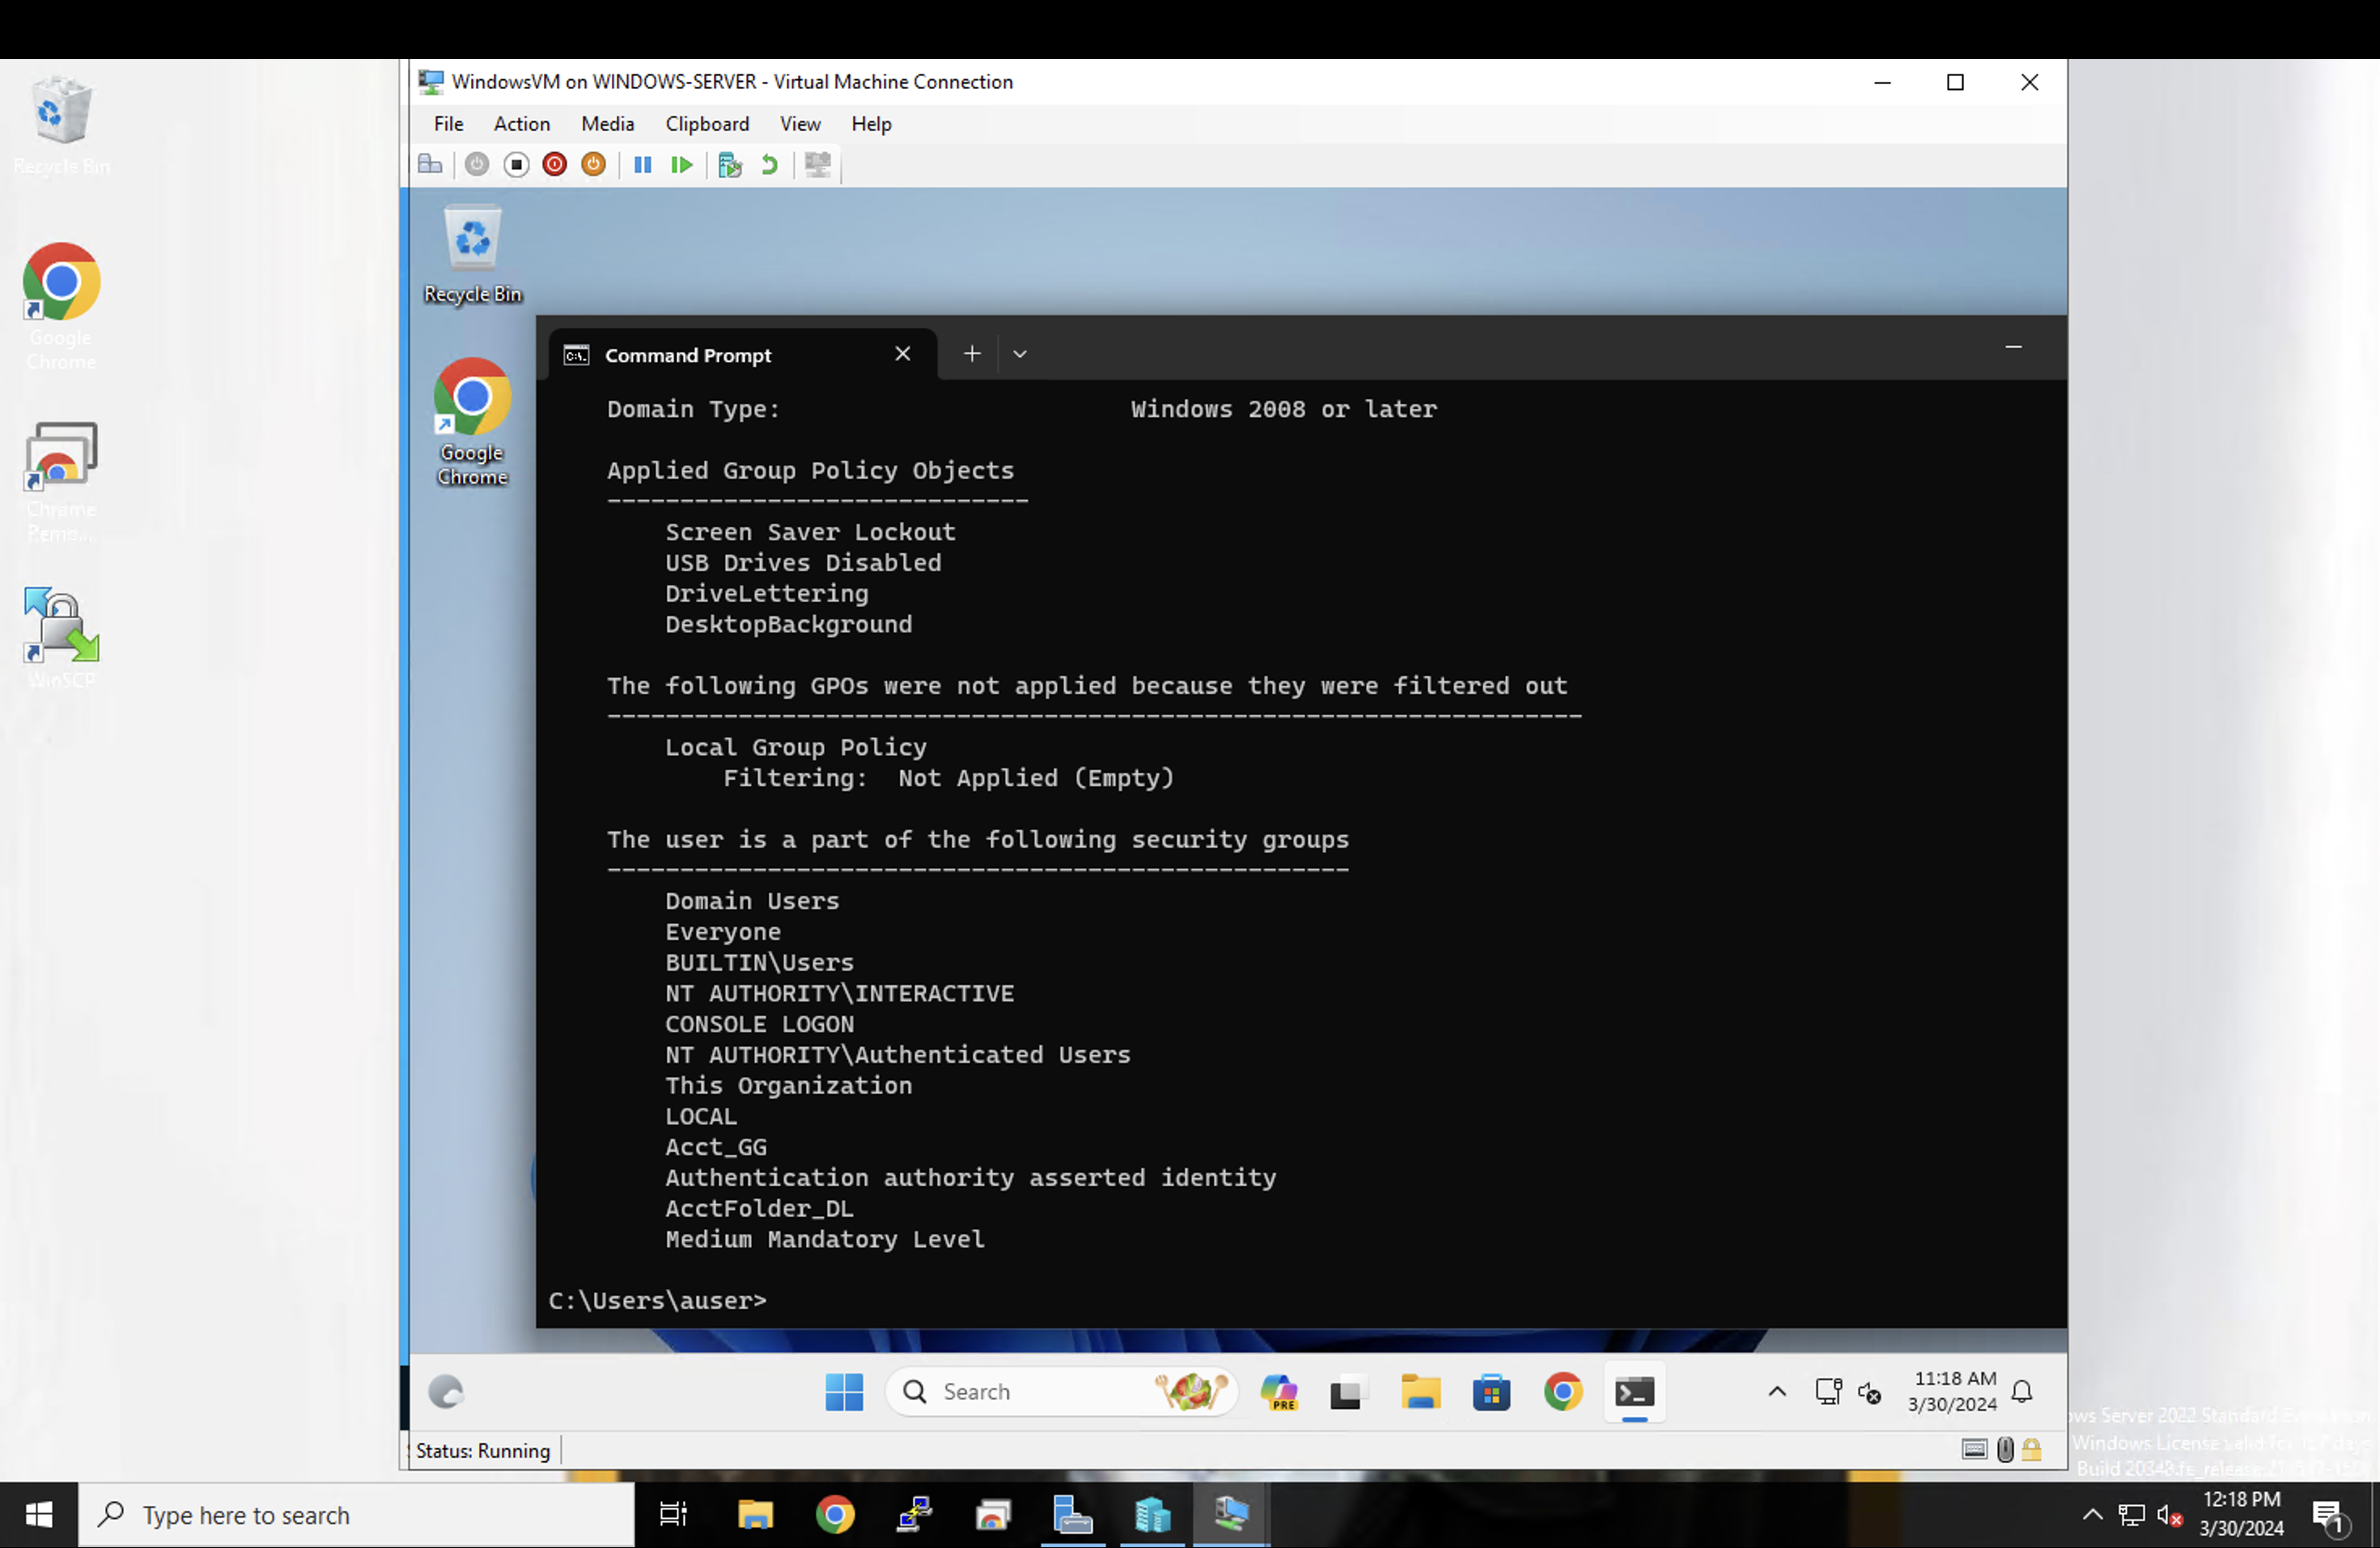 WindowsVM on WINDOWS-SERVER - Virtual Machine Connection
File Action Media Clipboard View Help
Recycle Bin
Google
Chrome
Chrome
Remo...
WinSCP
Recycle Bin
Google
Chrome
Command Prompt
Domain Type: Windows 2008 or later
Applied Group Policy Objects
-----------------------------
Screen Saver Lockout
USB Drives Disabled
DriveLettering
DesktopBackground
The following GPOs were not applied because they were filtered out
-------------------------------------------------------------------
Local Group Policy
Filtering: Not Applied (Empty)
The user is a part of the following security groups
---------------------------------------------------
Domain Users
Everyone
BUILTIN\Users
NT AUTHORITY\INTERACTIVE
CONSOLE LOGON
NT AUTHORITY\Authenticated Users
This Organization
LOCAL
Acct_GG
Authentication authority asserted identity
AcctFolder_DL
Medium Mandatory Level
C:\Users\auser>
Search
PRE
11:18 AM
3/30/2024
Status: Running
ws Server 2022 Standard
Windows License valid for days
Build 20348.fe_release
Type here to search
12:18 PM
3/30/2024
1